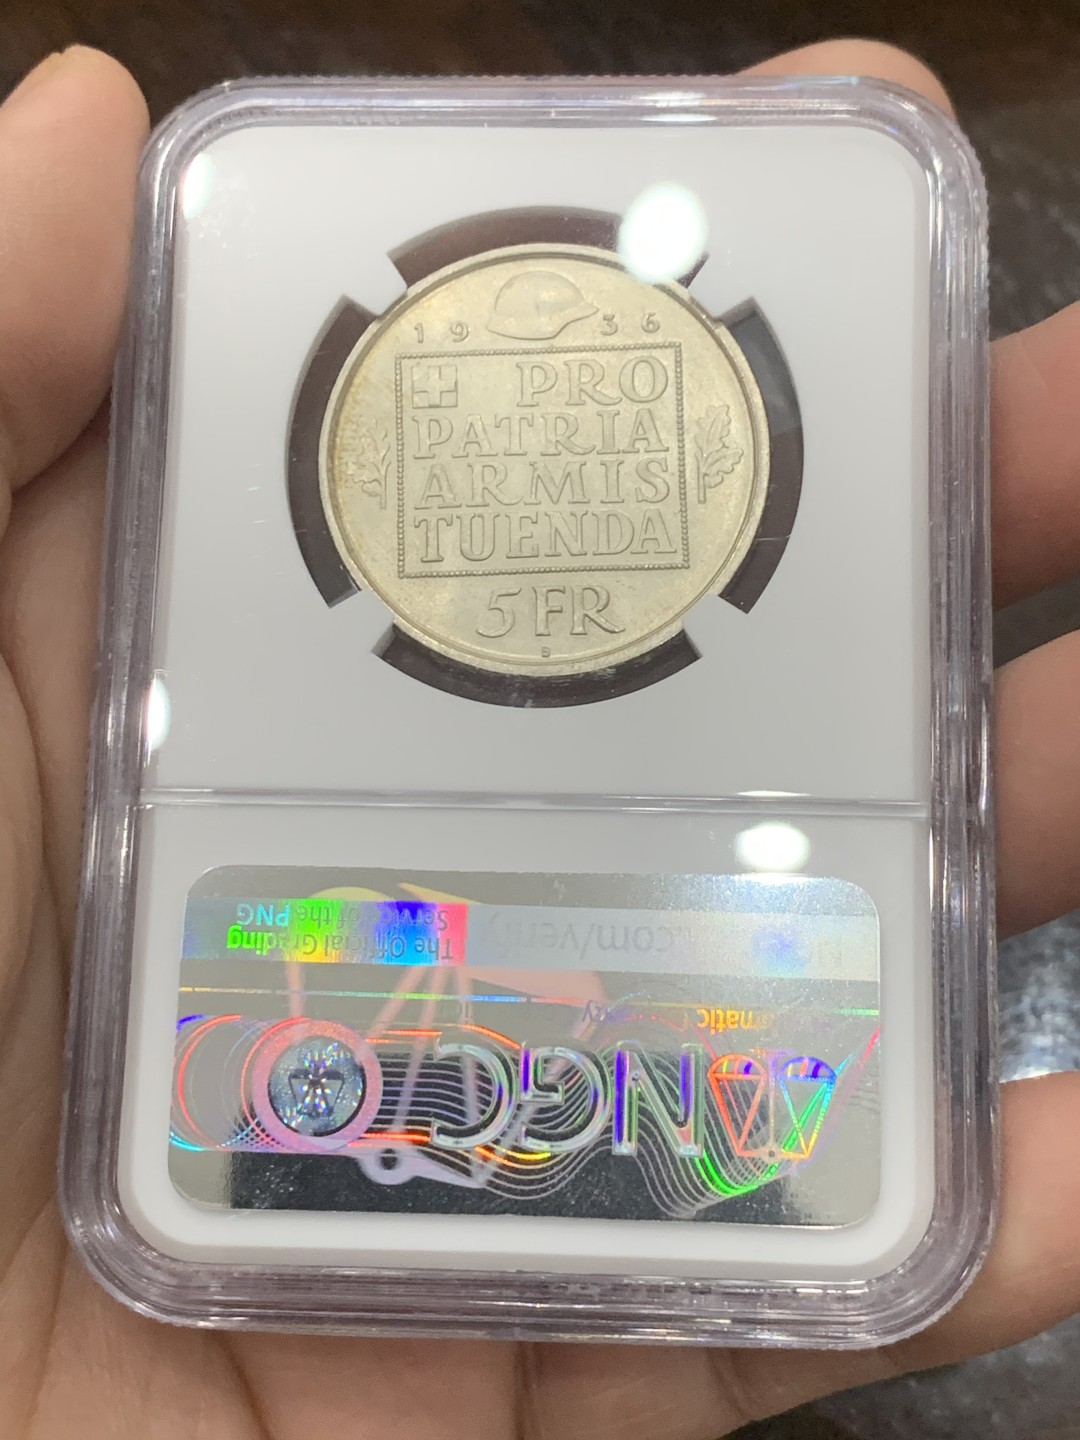 1936
PRO
PATRIA
ARMIS
TUENDA
5 FR
B
NGC
The Official Grading
Service of the PNG